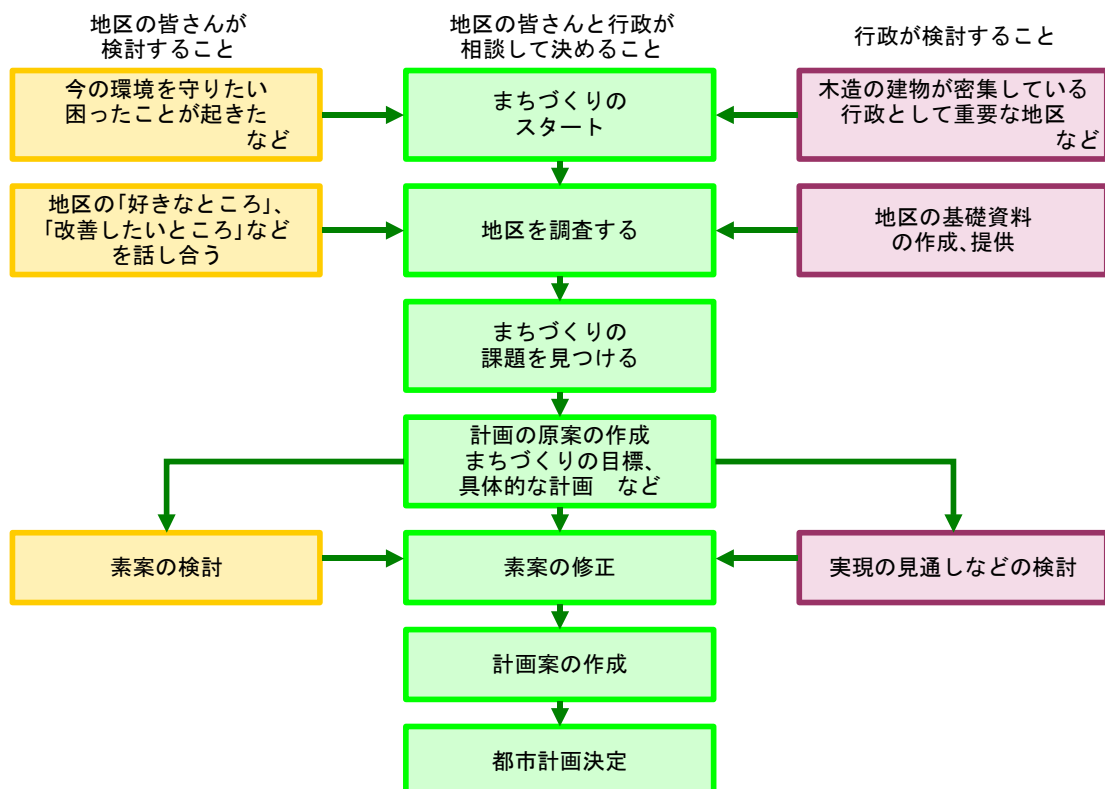 地区の皆さんが
検討すること
地区の皆さんと行政が
相談して決めること
行政が検討すること
今の環境を守りたい
困ったことが起きた
など
まちづくりの
スタート
木造の建物が密集している
行政として重要な地区
など
地区の｢好きなところ｣、
｢改善したいところ｣など
を話し合う
地区を調査する
地区の基礎資料
の作成、提供
まちづくりの
課題を見つける
計画の原案の作成
まちづくりの目標、
具体的な計画　など
素案の検討
素案の修正
実現の見通しなどの検討
計画案の作成
都市計画決定